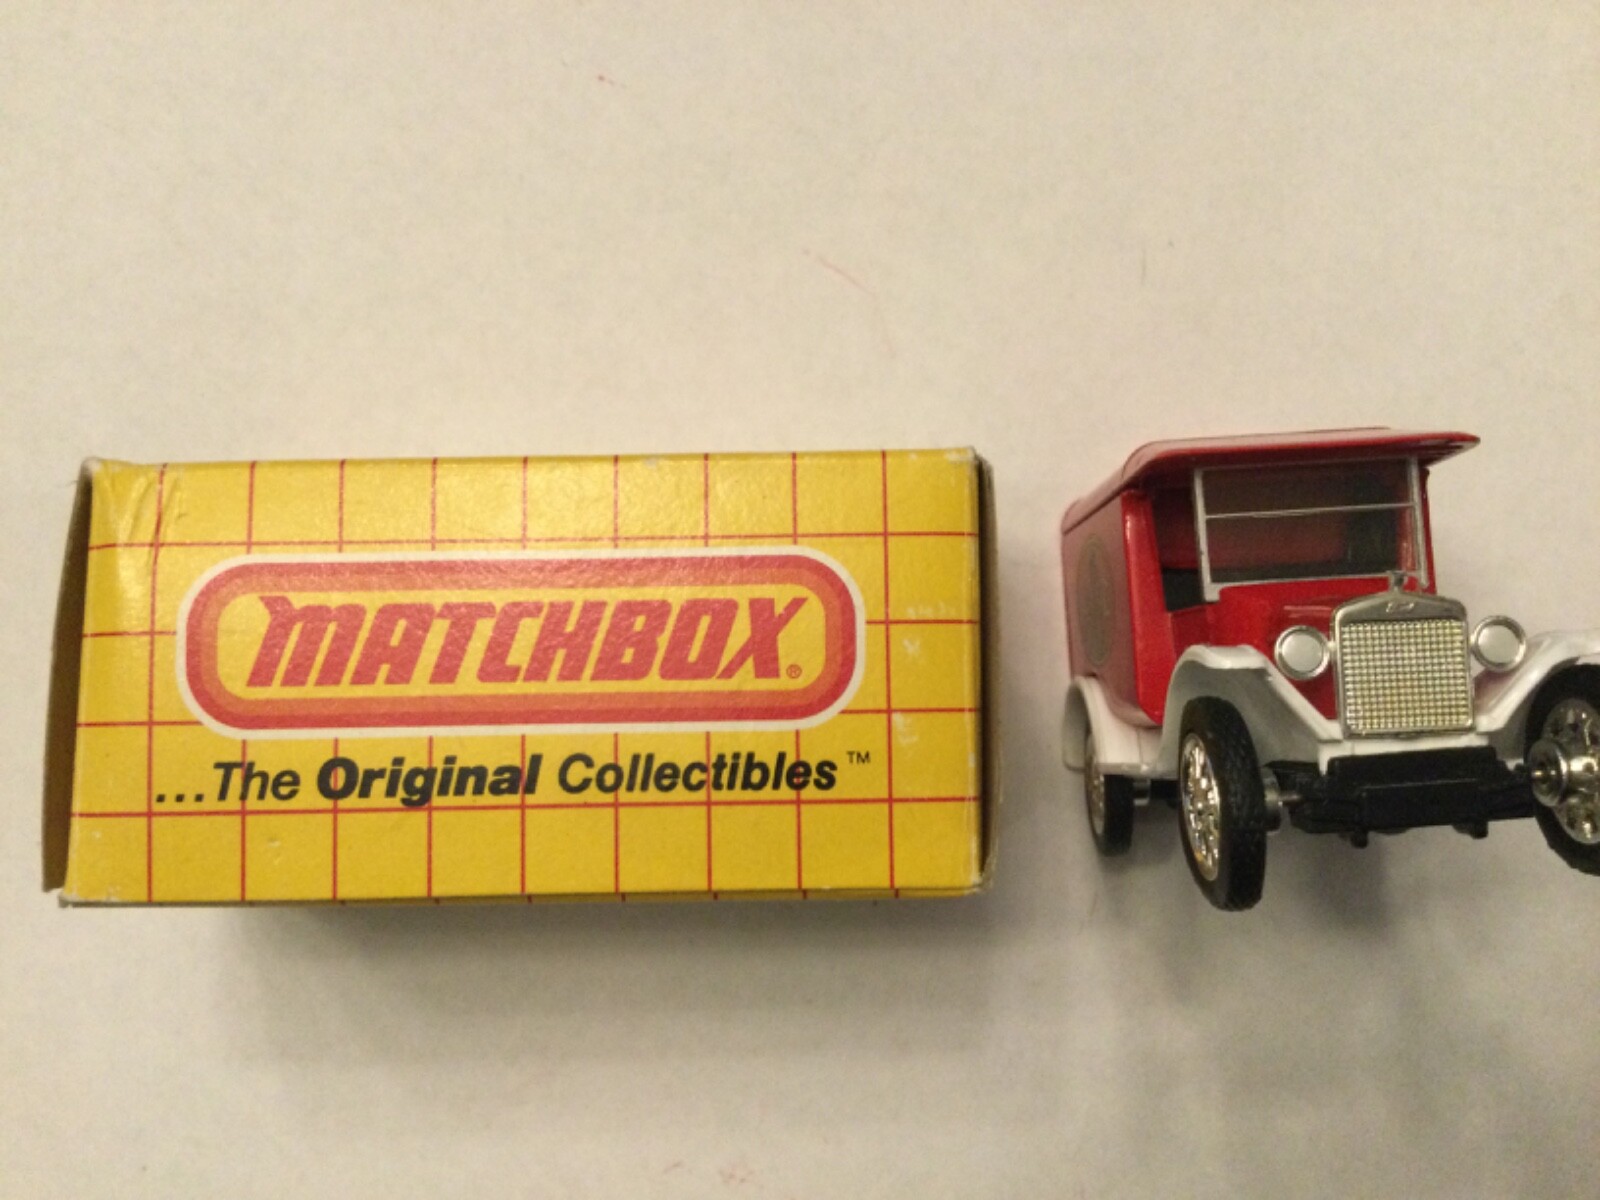 MATCHBOX®
...The Original Collectibles™